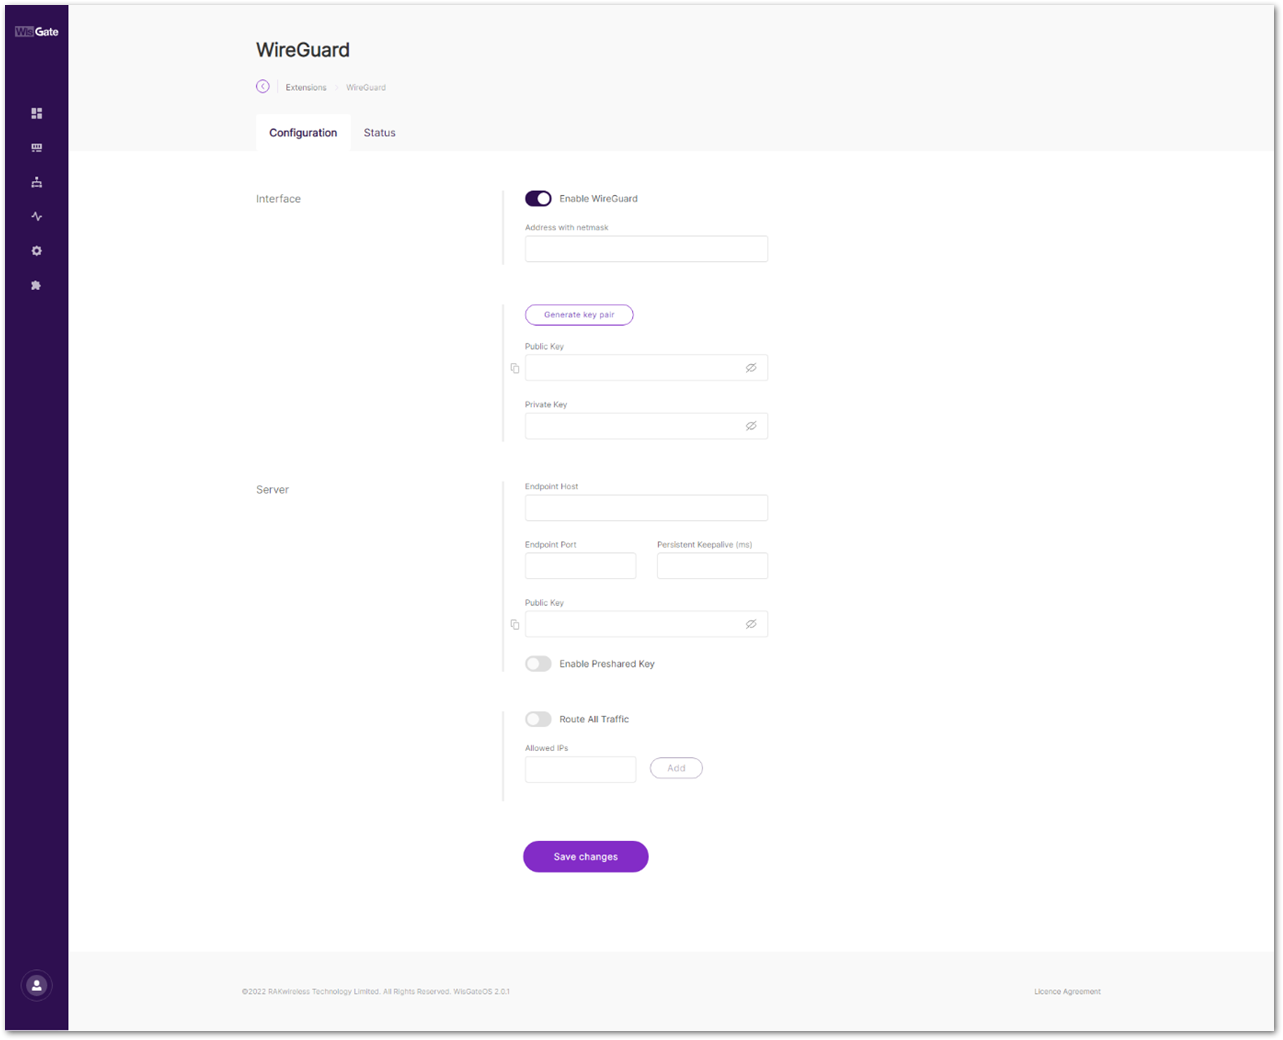 WisGate
WireGuard
Extensions
WireGuard
Configuration
Status
Interface
Enable WireGuard
Address with netmask
Generate key pair
Public Key
Private Key
Server
Endpoint Host
Endpoint Port
Persistent Keepalive (ms)
Public Key
Enable Preshared Key
Route All Traffic
Allowed IPs
Add
Save changes
©2022 RAKwireless Technology Limited. All Rights Reserved. WisGateOS 2.0.1
Licence Agreement